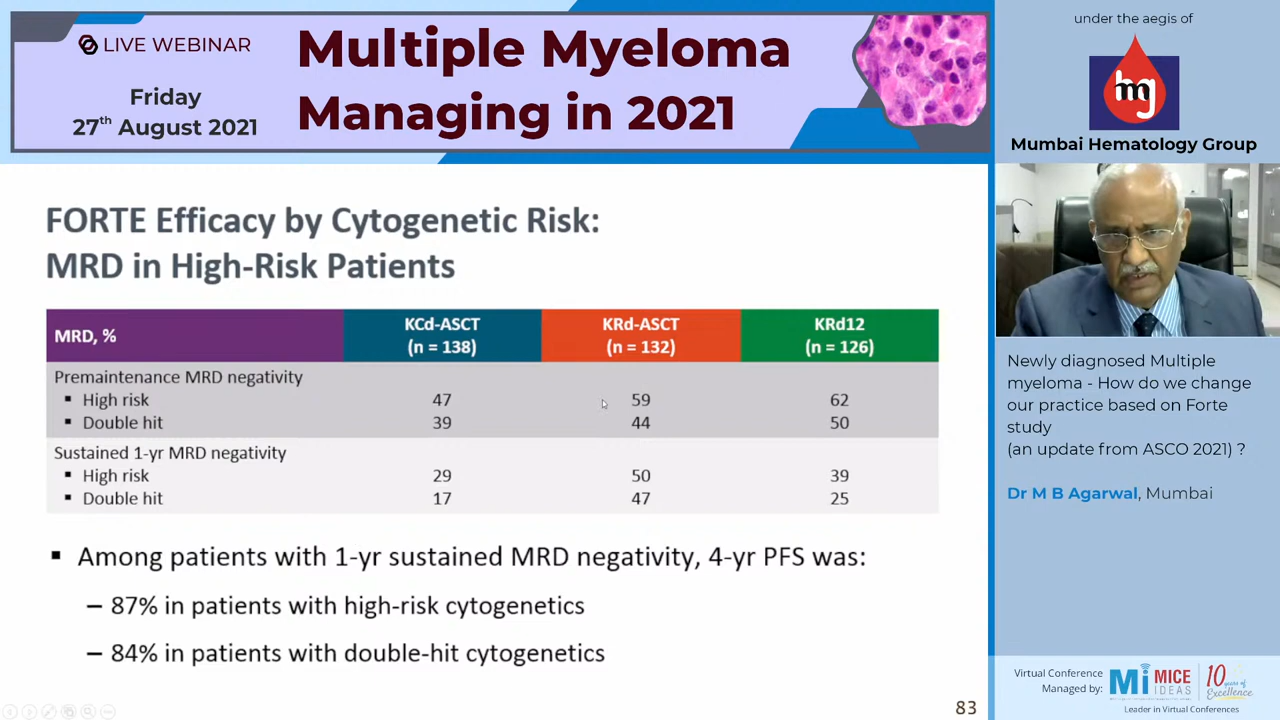 LIVE WEBINAR
Friday
27th August 2021
Multiple Myeloma
Managing in 2021
under the aegis of
hmg
Mumbai Hematology Group
FORTE Efficacy by Cytogenetic Risk:
MRD in High-Risk Patients
MRD, % KCd-ASCT (n = 138) KRd-ASCT (n = 132) KRd12 (n = 126)
Premaintenance MRD negativity
▪ High risk 47 59 62
▪ Double hit 39 44 50
Sustained 1-yr MRD negativity
▪ High risk 29 50 39
▪ Double hit 17 47 25
▪ Among patients with 1-yr sustained MRD negativity, 4-yr PFS was:
– 87% in patients with high-risk cytogenetics
– 84% in patients with double-hit cytogenetics
83
Newly diagnosed Multiple
myeloma - How do we change
our practice based on Forte
study
(an update from ASCO 2021) ?
Dr M B Agarwal, Mumbai
Virtual Conference
Managed by:
Mi MICE
IDEAS
10 years of
Excellence
Leader in Virtual Conferences